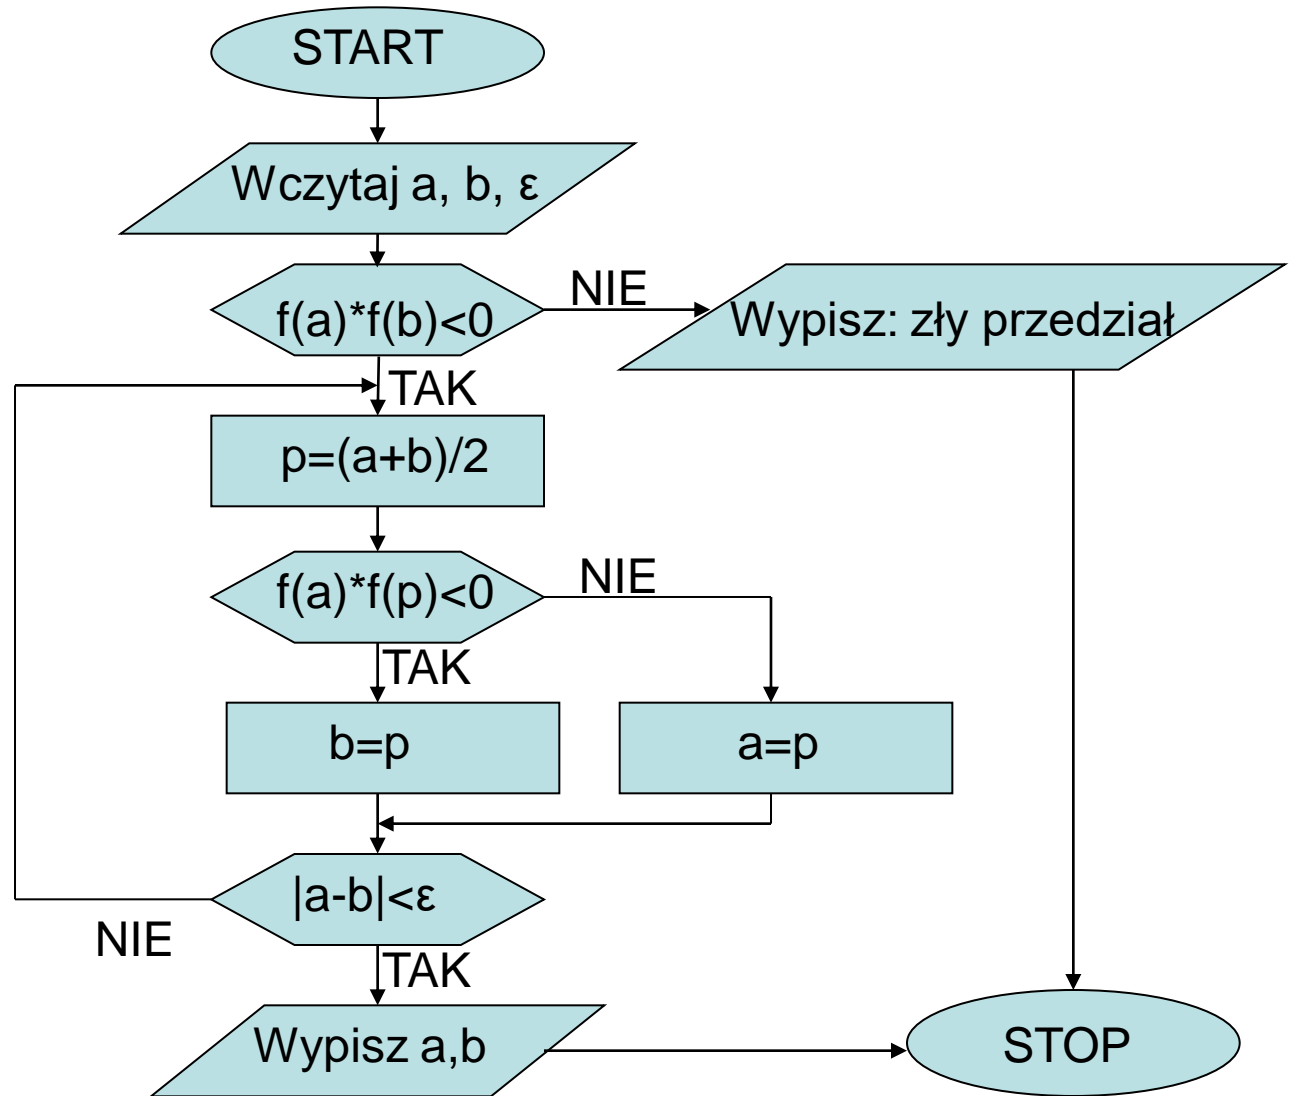 START
Wczytaj a, b, ε
f(a)*f(b)<0
NIE
Wypisz: zły przedział
TAK
p=(a+b)/2
f(a)*f(p)<0
NIE
TAK
b=p
a=p
|a-b|<ε
NIE
TAK
Wypisz a,b
STOP